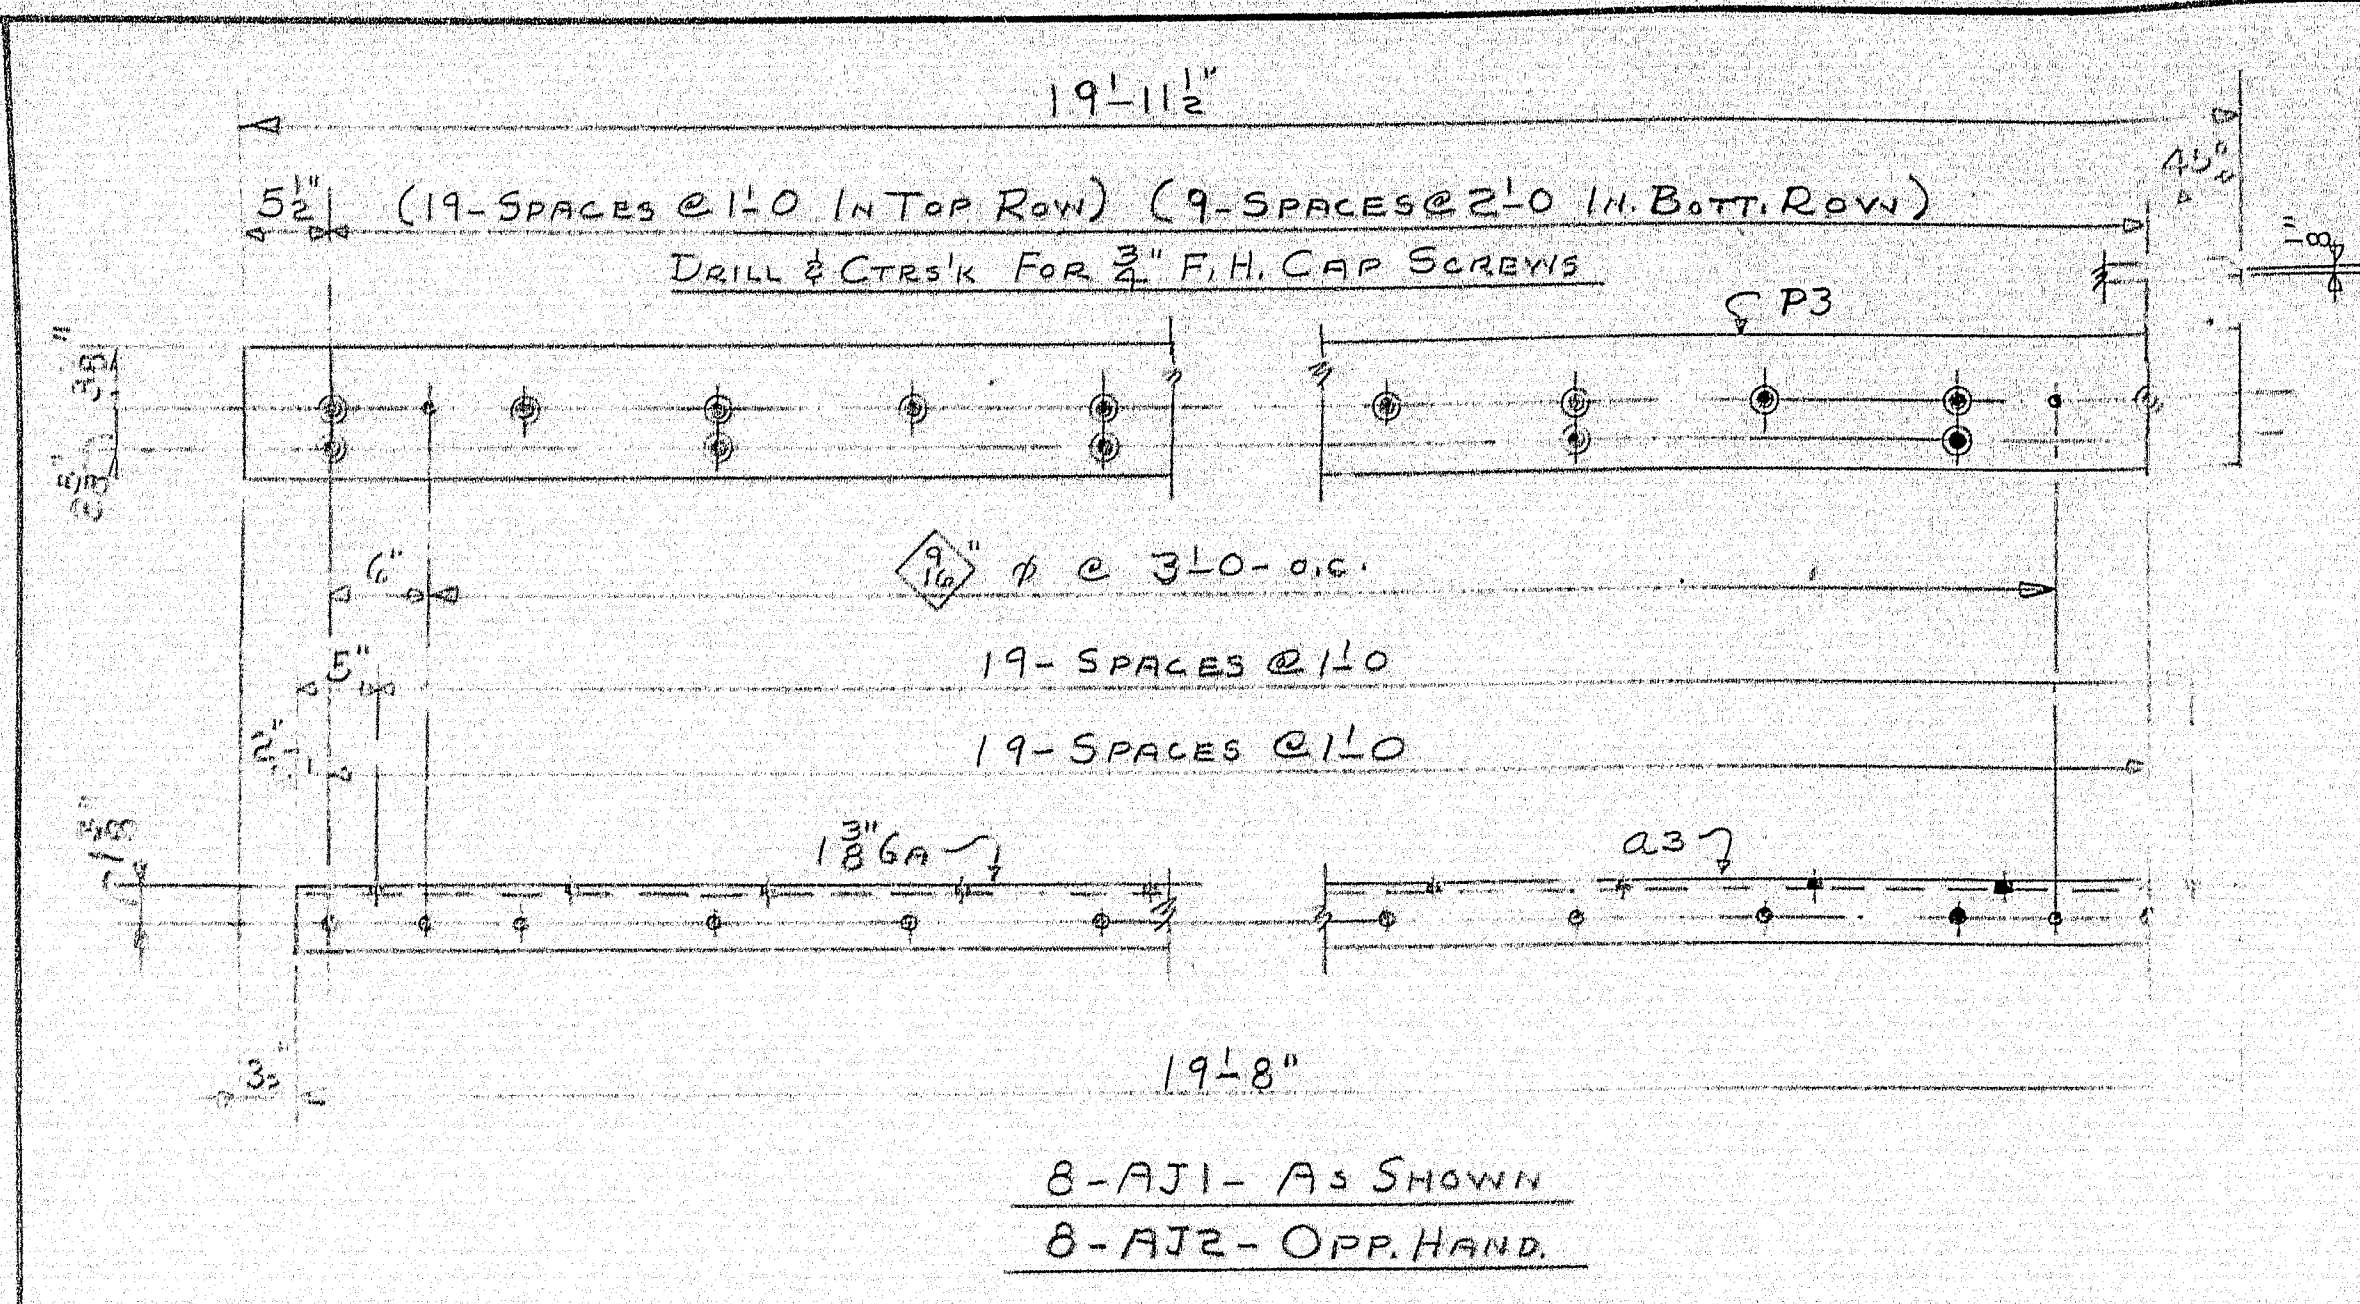 19'-11½"
5½" (19-SPACES @ 1'-0 IN TOP ROW) (9-SPACES @ 2'-0 IN. BOTT. ROW)
DRILL & CTRS'K FOR ¾" F.H. CAP SCREWS
P3
6" 9/16" ø @ 3'-0- o.c.
5" 19-SPACES @ 1'-0
19-SPACES @ 1'-0
1⅜" GA a3
19'-8"
8-AJ1- AS SHOWN
8-AJ2- OPP. HAND.